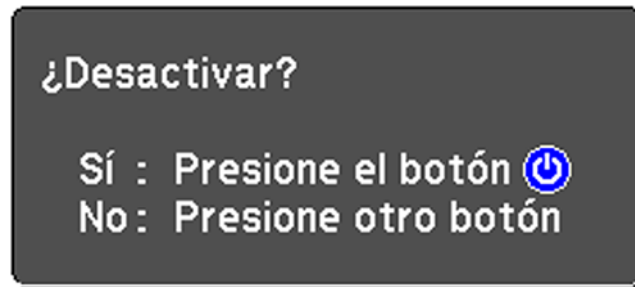 ¿Desactivar?
Sí : Presione el botón
No : Presione otro botón